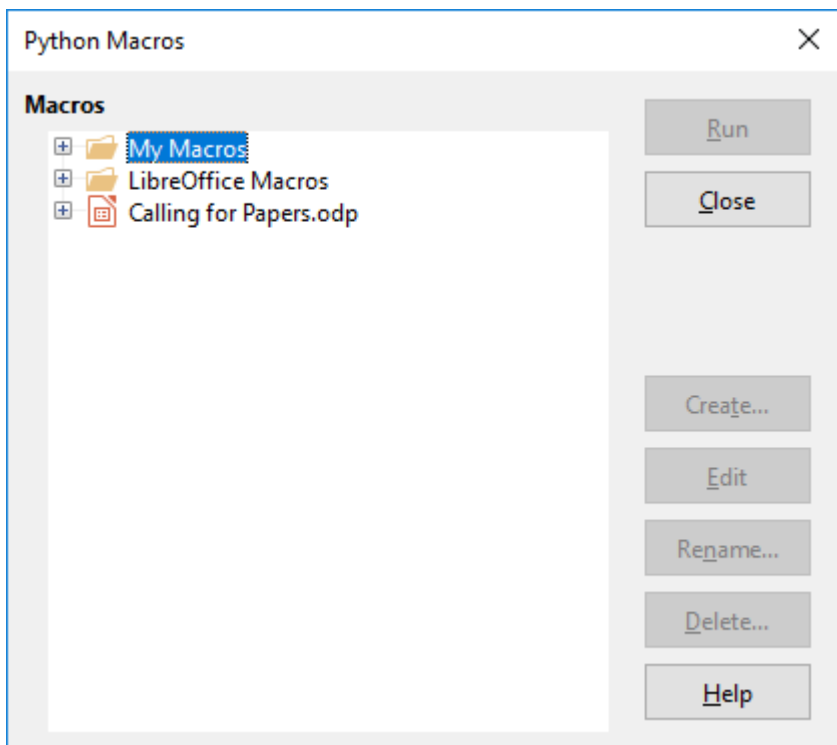 Python Macros
Macros
My Macros
LibreOffice Macros
Calling for Papers.odp
Run
Close
Create...
Edit
Rename...
Delete...
Help